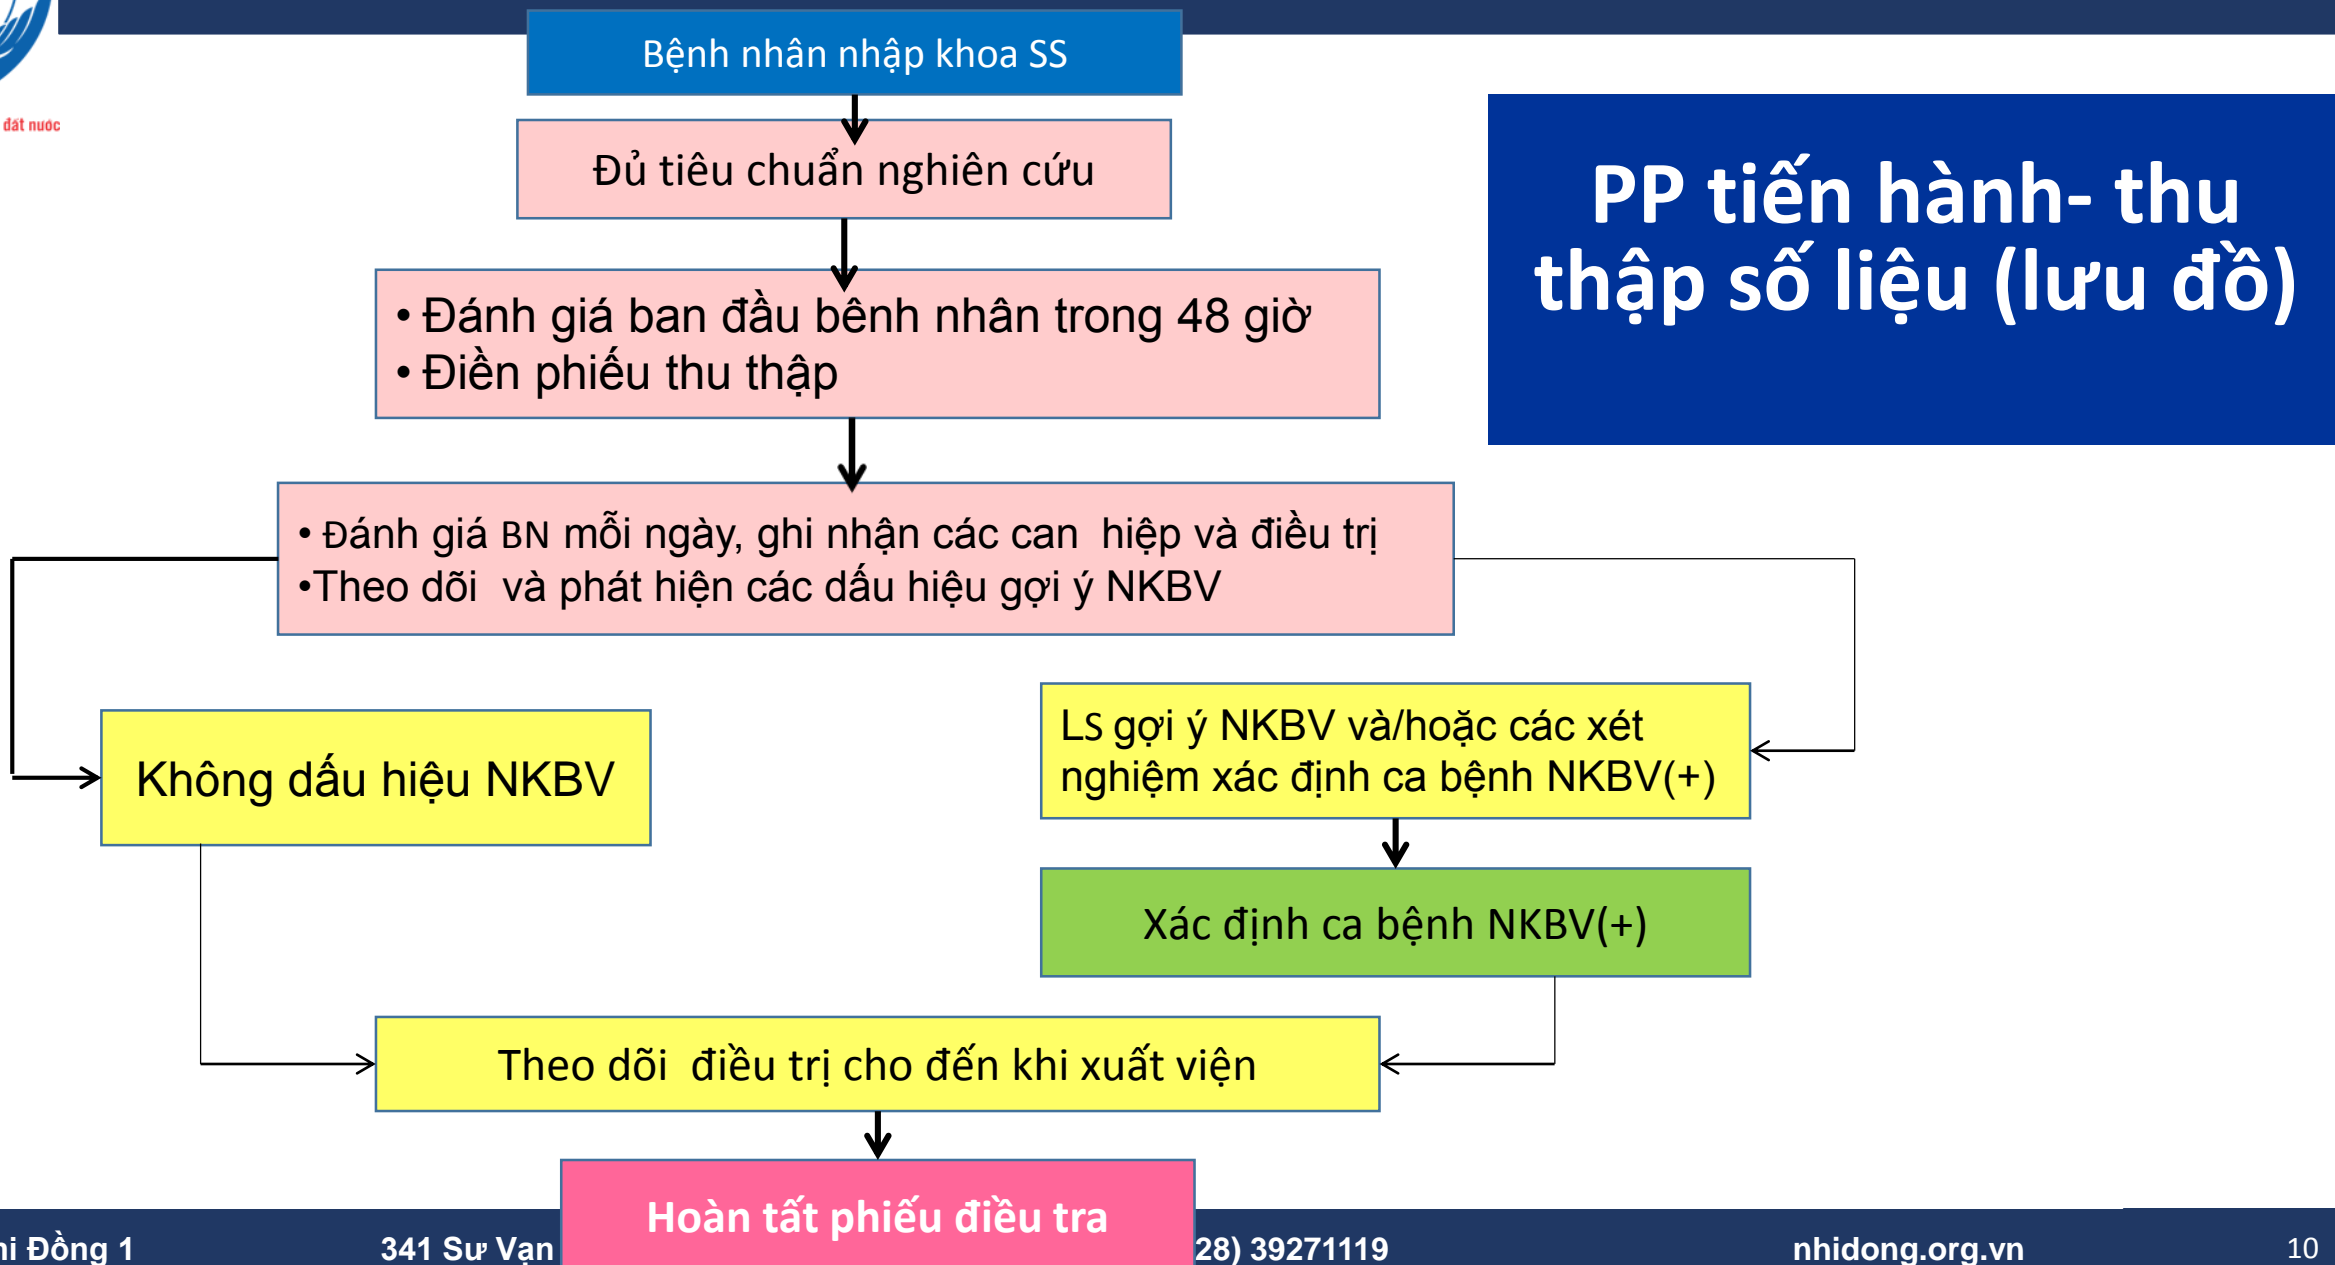 đất nước
Bệnh nhân nhập khoa SS
Đủ tiêu chuẩn nghiên cứu
PP tiến hành- thu
thập số liệu (lưu đồ)
• Đánh giá ban đầu bênh nhân trong 48 giờ
• Điền phiếu thu thập
• Đánh giá BN mỗi ngày, ghi nhận các can hiệp và điều trị
•Theo dõi và phát hiện các dấu hiệu gợi ý NKBV
Không dấu hiệu NKBV
LS gợi ý NKBV và/hoặc các xét
nghiệm xác định ca bệnh NKBV(+)
Xác định ca bệnh NKBV(+)
Theo dõi điều trị cho đến khi xuất viện
Hoàn tất phiếu điều tra
Đồng 1
341 Sư Vạn
28) 39271119
nhidong.org.vn
10